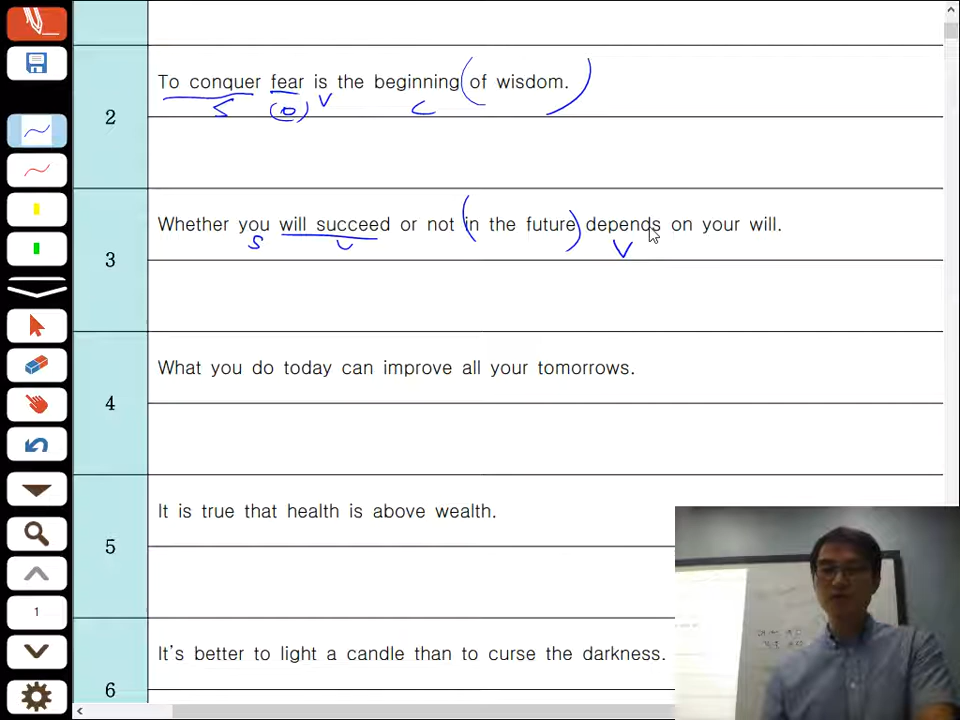 To conquer fear is the beginning ( of wisdom. )
S (O) V C
2
Whether you will succeed or not ( in the future ) depends on your will.
S V V
3
What you do today can improve all your tomorrows.
4
It is true that health is above wealth.
5
It's better to light a candle than to curse the darkness.
6
1